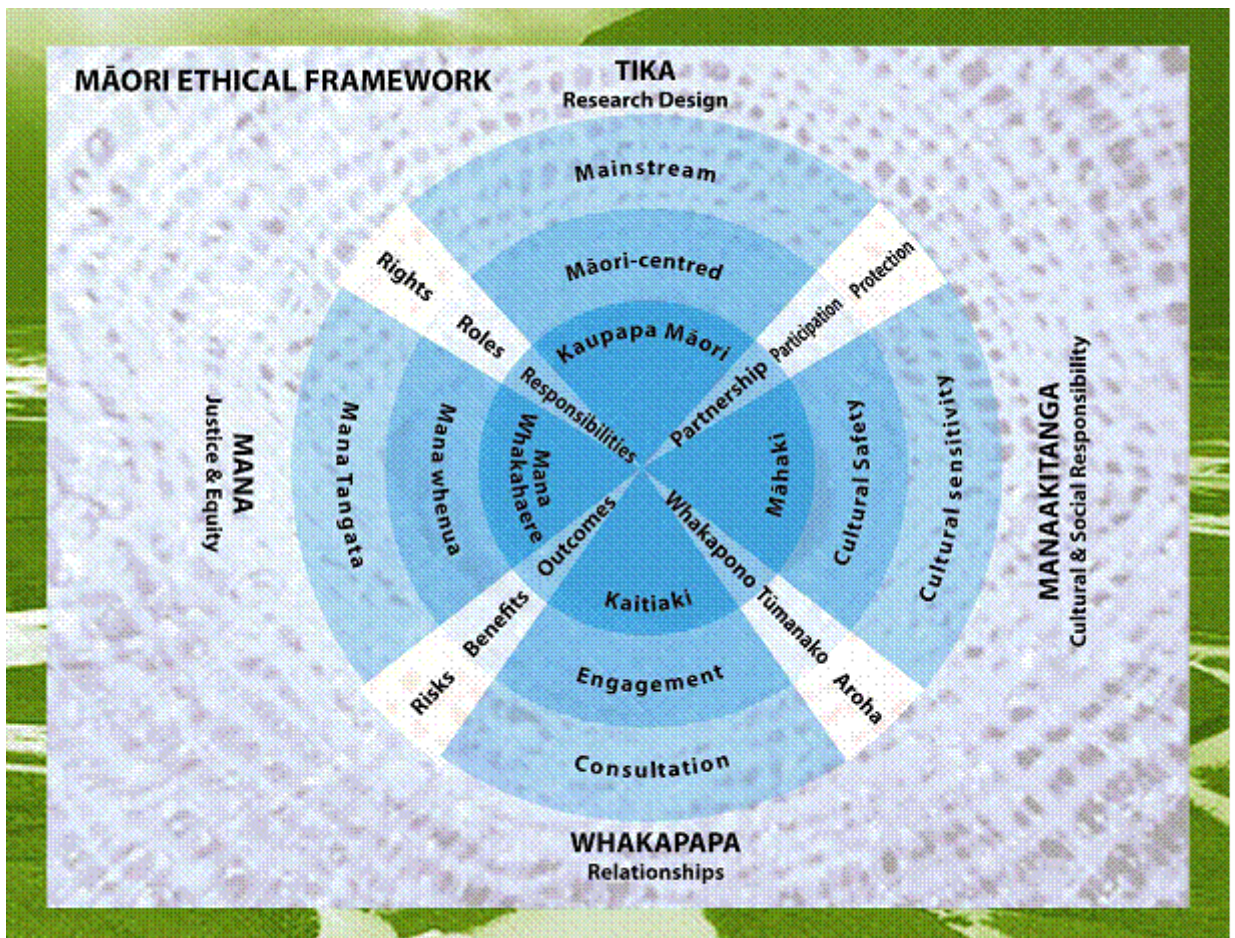 MĀORI ETHICAL FRAMEWORK
TIKA
Research Design
Mainstream
Māori-centred
Kaupapa Māori
Rights
Roles
Responsibilities
Protection
Participation
Partnership
MANA
Justice & Equity
Mana Tangata
Mana whenua
Mana
Whakahaere
Māhaki
Cultural Safety
Cultural sensitivity
MANAAKITANGA
Cultural & Social Responsibility
Outcomes
Benefits
Risks
Whakapono
Tūmanako
Aroha
Kaitiaki
Engagement
Consultation
WHAKAPAPA
Relationships